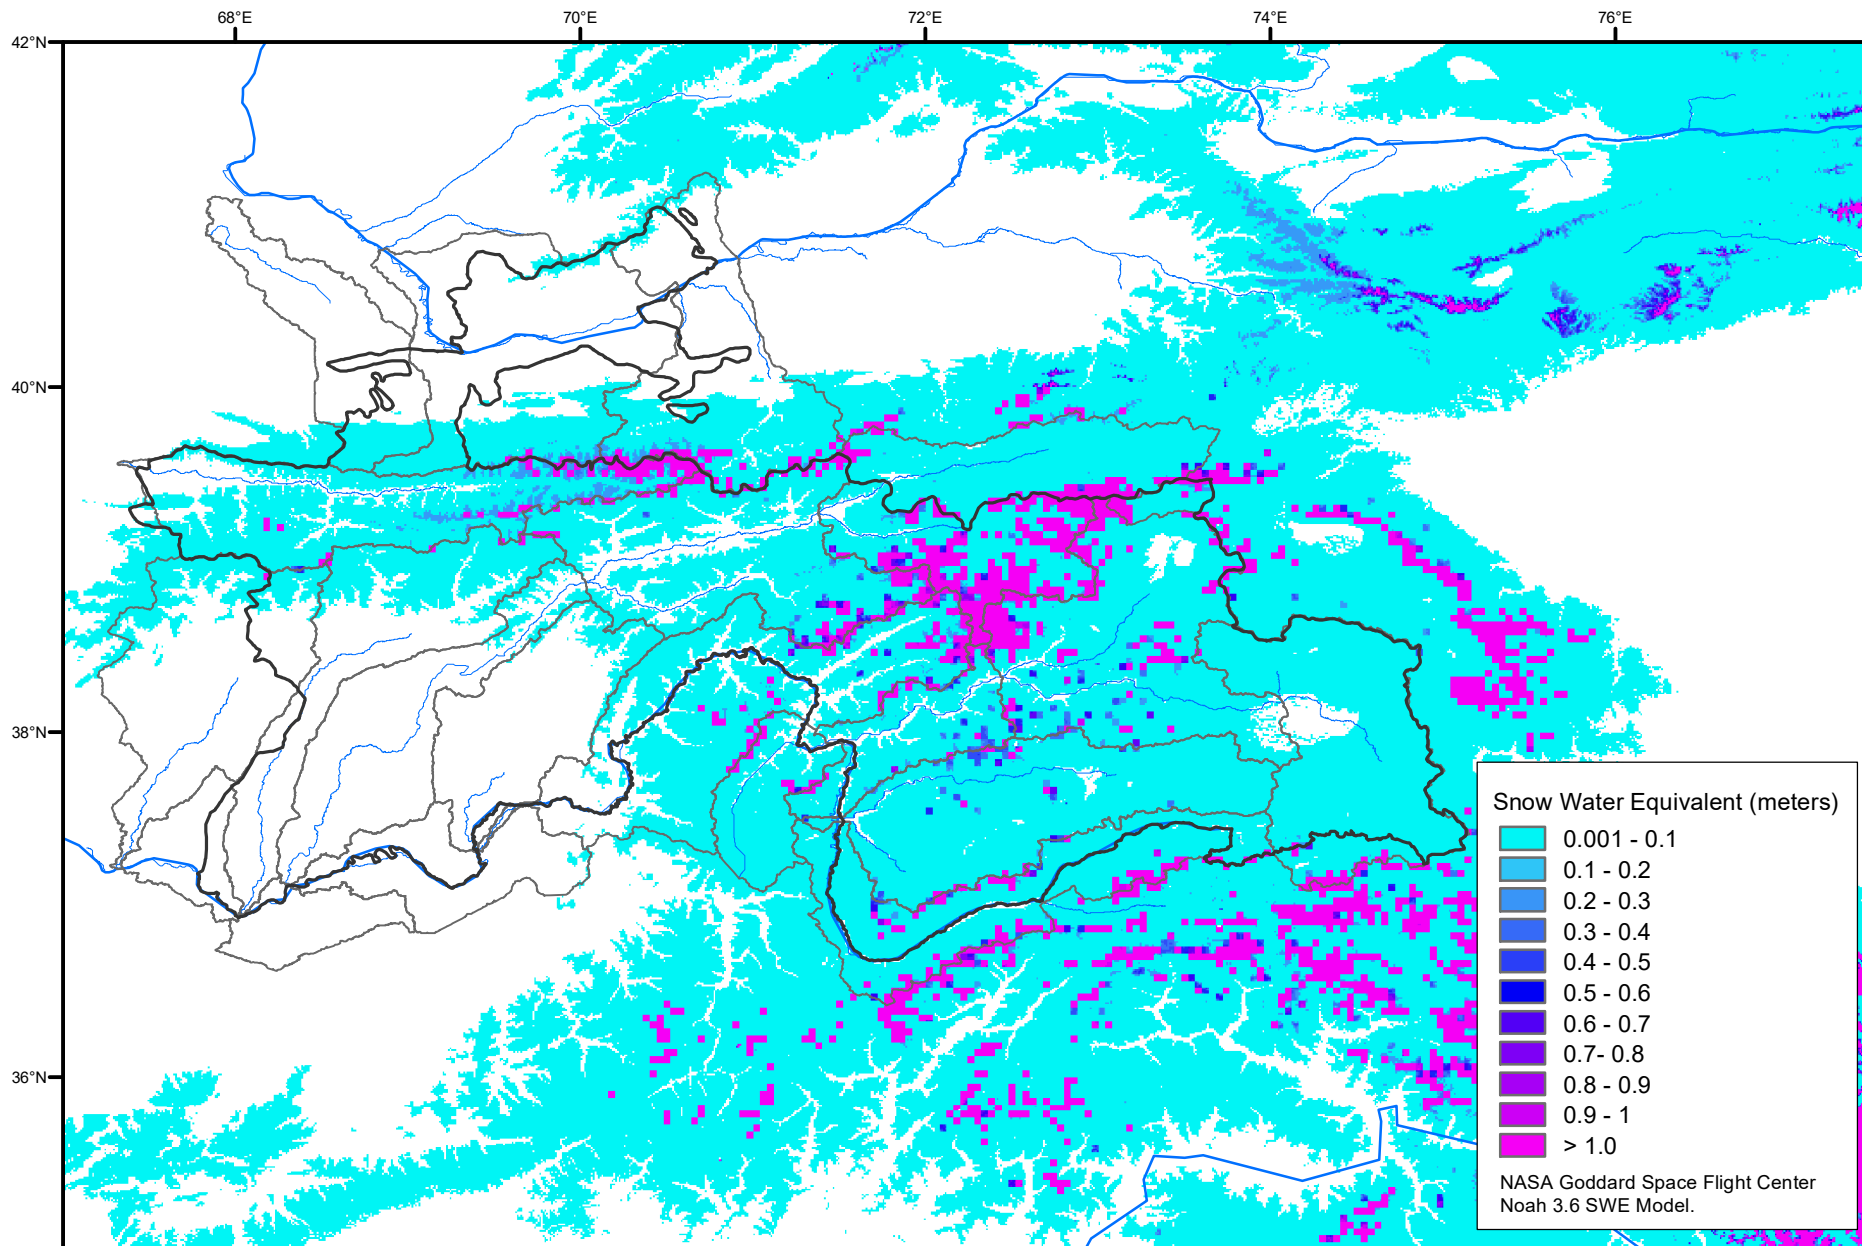 68°E 70°E 72°E 74°E 76°E
42°N
40°N
38°N
36°N
Snow Water Equivalent (meters)
0.001 - 0.1
0.1 - 0.2
0.2 - 0.3
0.3 - 0.4
0.4 - 0.5
0.5 - 0.6
0.6 - 0.7
0.7- 0.8
0.8 - 0.9
0.9 - 1
> 1.0
NASA Goddard Space Flight Center
Noah 3.6 SWE Model.